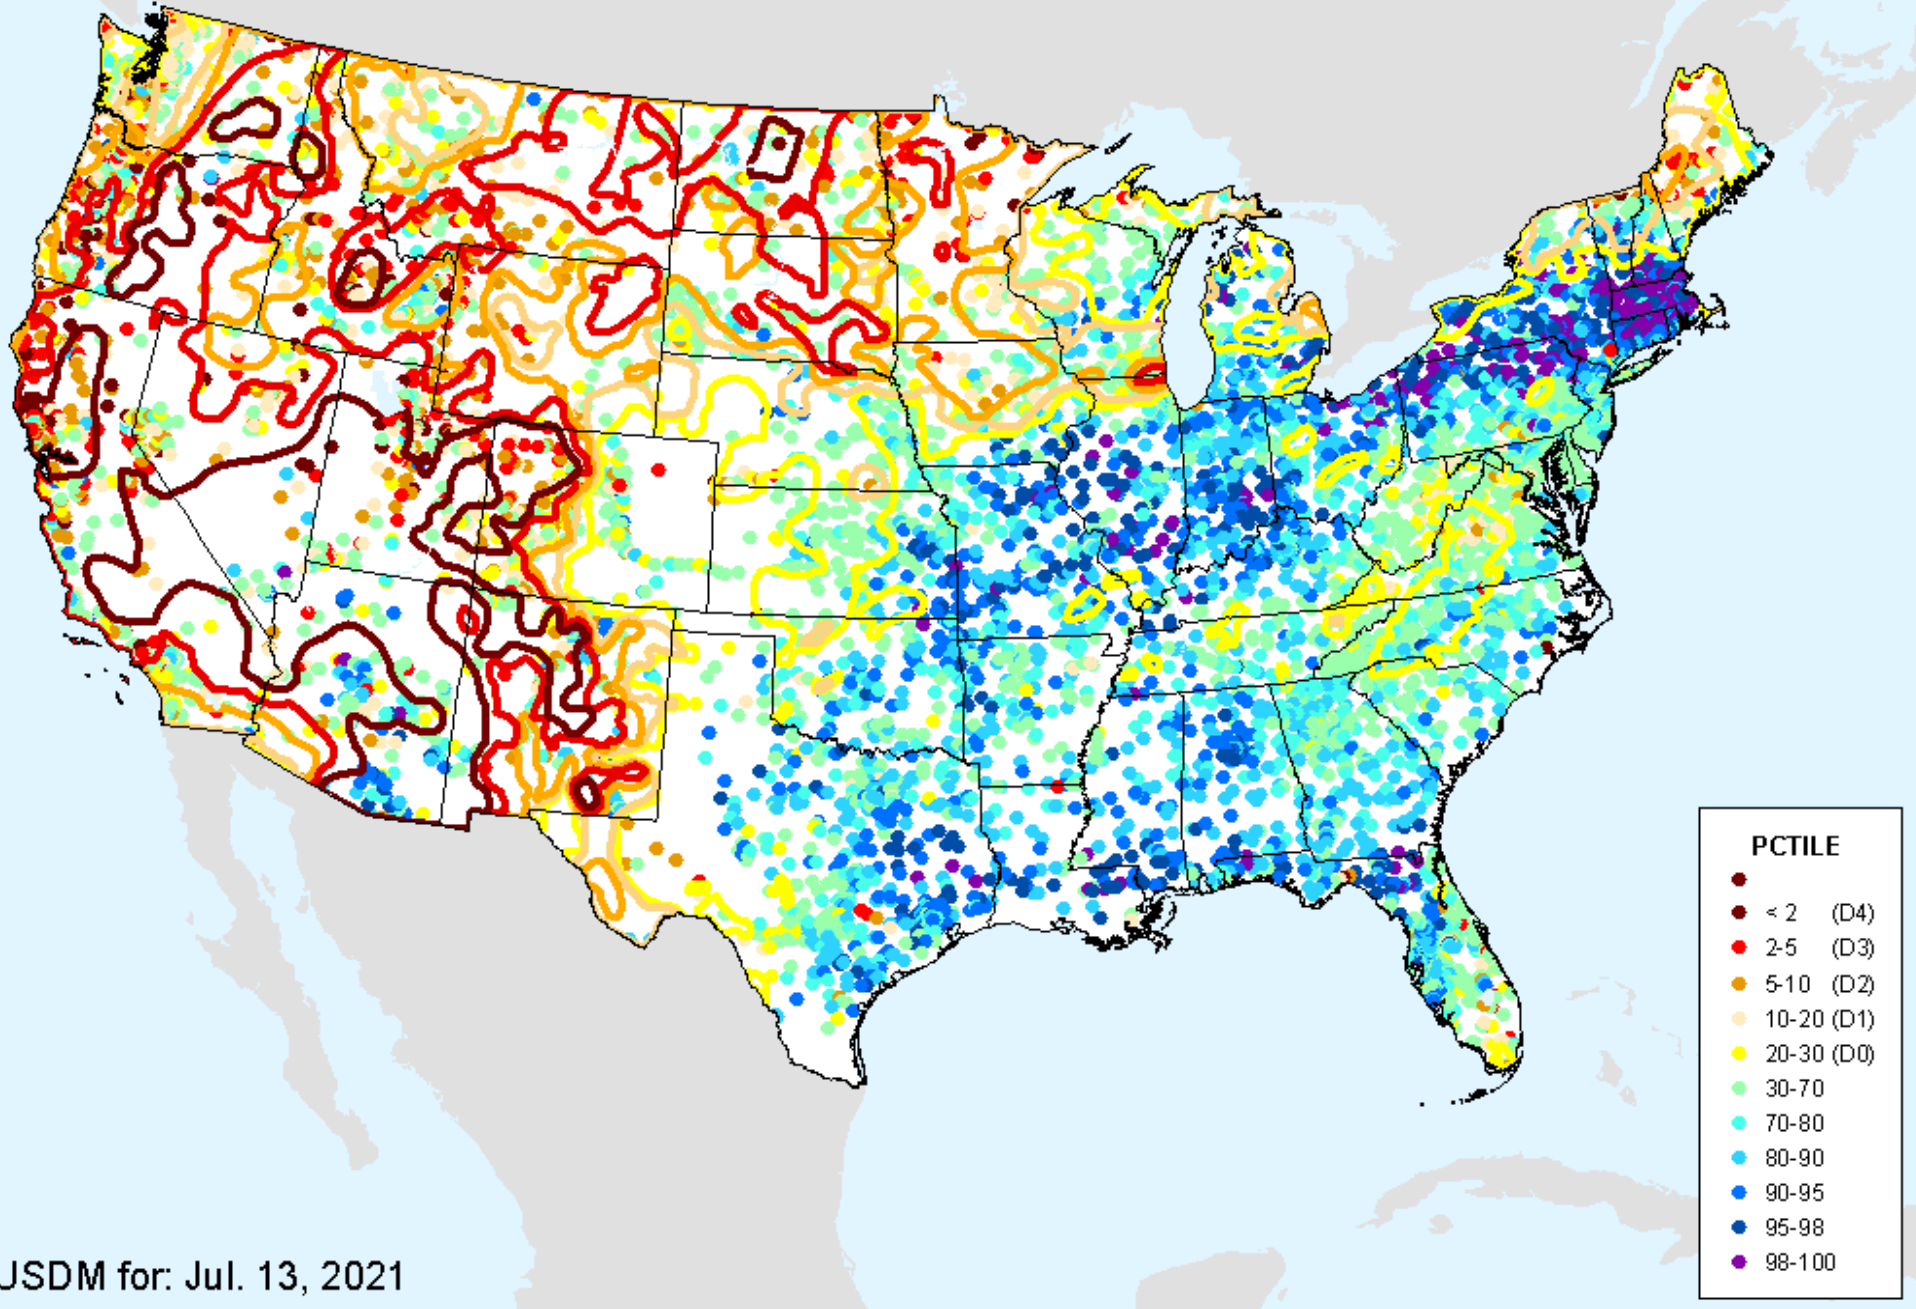 PCTILE
< 2 (D4)
2-5 (D3)
5-10 (D2)
10-20 (D1)
20-30 (D0)
30-70
70-80
80-90
90-95
95-98
98-100
USDM for: Jul. 13, 2021